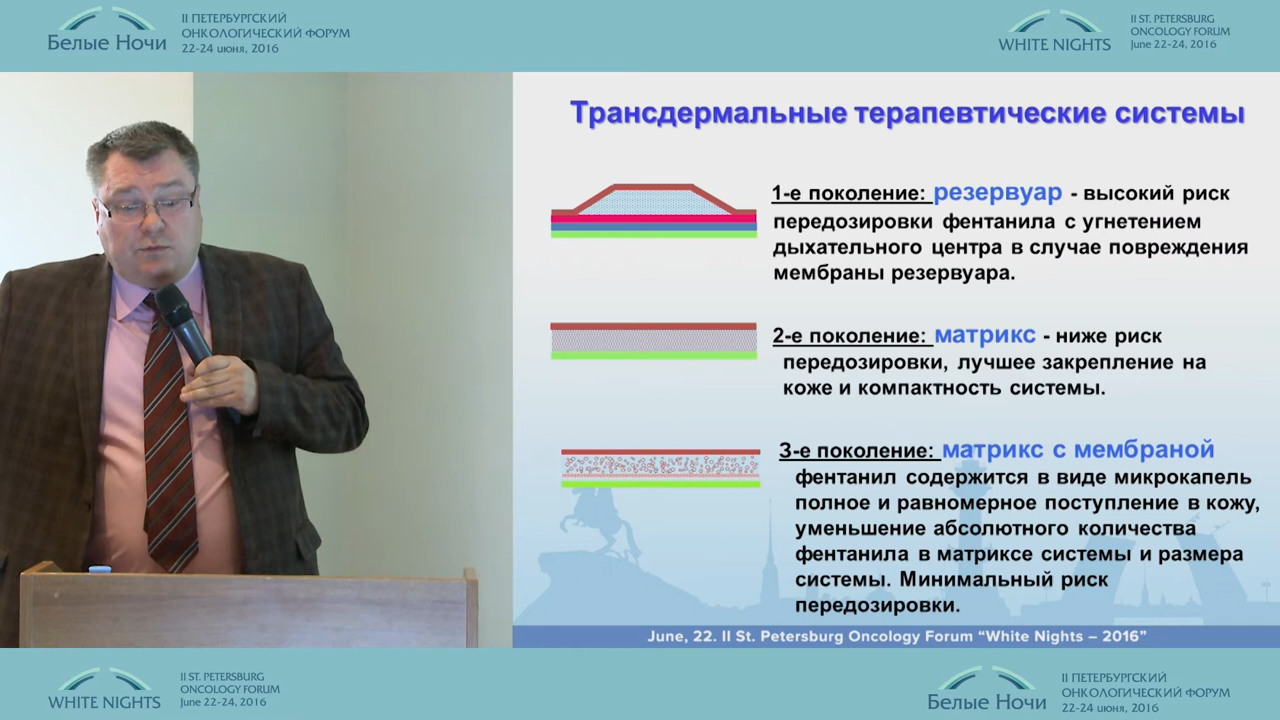 Белые Ночи
II ПЕТЕРБУРГСКИЙ
ОНКОЛОГИЧЕСКИЙ ФОРУМ
22-24 июня, 2016
WHITE NIGHTS
II ST. PETERSBURG
ONCOLOGY FORUM
June 22-24, 2016
Трансдермальные терапевтические системы
1-е поколение: резервуар - высокий риск
передозировки фентанила с угнетением
дыхательного центра в случае повреждения
мембраны резервуара.
2-е поколение: матрикс - ниже риск
передозировки, лучшее закрепление на
коже и компактность системы.
3-е поколение: матрикс с мембраной
фентанил содержится в виде микрокапель
полное и равномерное поступление в кожу,
уменьшение абсолютного количества
фентанила в матриксе системы и размера
системы. Минимальный риск
передозировки.
June, 22. II St. Petersburg Oncology Forum “White Nights – 2016”
WHITE NIGHTS
II ST. PETERSBURG
ONCOLOGY FORUM
June 22-24, 2016
Белые Ночи
II ПЕТЕРБУРГСКИЙ
ОНКОЛОГИЧЕСКИЙ ФОРУМ
22-24 июня, 2016